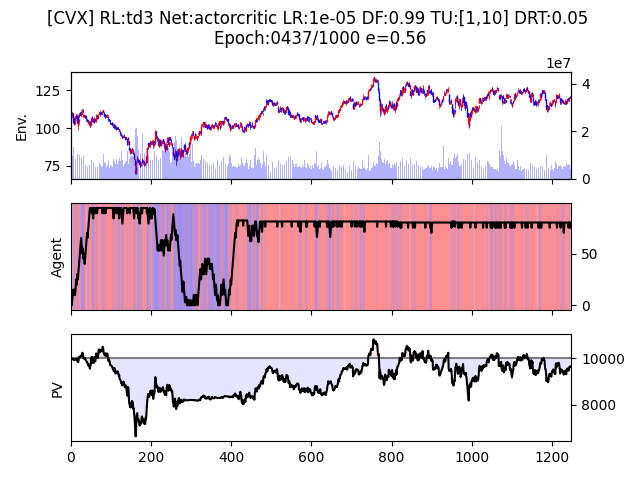 [CVX] RL:td3 Net:actorcritic LR:1e-05 DF:0.99 TU:[1,10] DRT:0.05
Epoch:0437/1000 e=0.56
1e7
125
100
75
Env.
4
2
0
Agent
50
0
PV
10000
8000
0 200 400 600 800 1000 1200